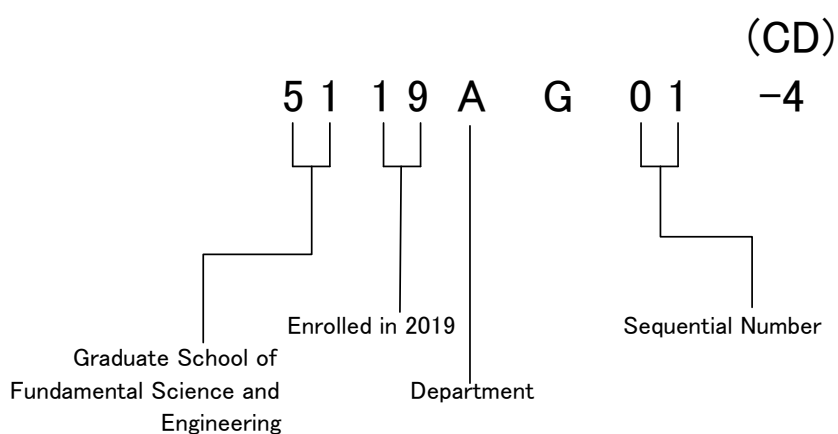 (CD)
5 1 1 9 A G 0 1 -4
Enrolled in 2019
Sequential Number
Graduate School of
Fundamental Science and
Engineering
Department